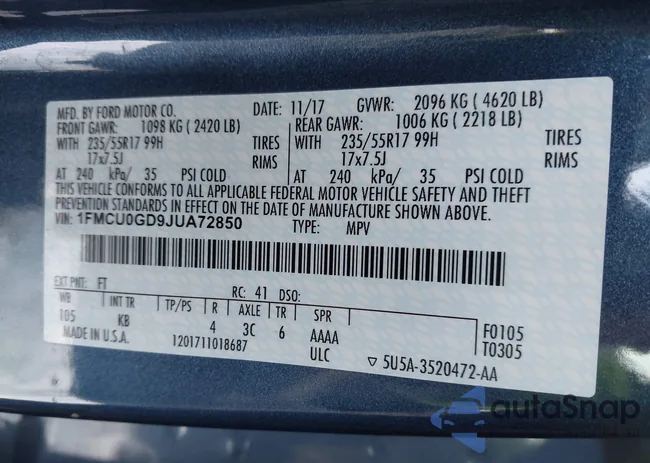 MFD. BY FORD MOTOR CO. DATE: 11/17 GVWR: 2096 KG ( 4620 LB)
FRONT GAWR: 1098 KG ( 2420 LB) REAR GAWR: 1006 KG ( 2218 LB)
WITH 235/55R17 99H TIRES WITH 235/55R17 99H TIRES
17x7.5J RIMS 17x7.5J RIMS
AT 240 kPa/ 35 PSI COLD AT 240 kPa/ 35 PSI COLD
THIS VEHICLE CONFORMS TO ALL APPLICABLE FEDERAL MOTOR VEHICLE SAFETY AND THEFT
PREVENTION STANDARDS IN EFFECT ON THE DATE OF MANUFACTURE SHOWN ABOVE.
VIN: 1FMCU0GD9JUA72850 TYPE: MPV
EXT PNT: FT RC: 41 DSO:
WB INT TR TP/PS R AXLE TR SPR
105 KB 4 3C 6 AAAA F0105
MADE IN U.S.A. 1201711018687 ULC T0305
▽ 5U5A-3520472-AA
autoSnap